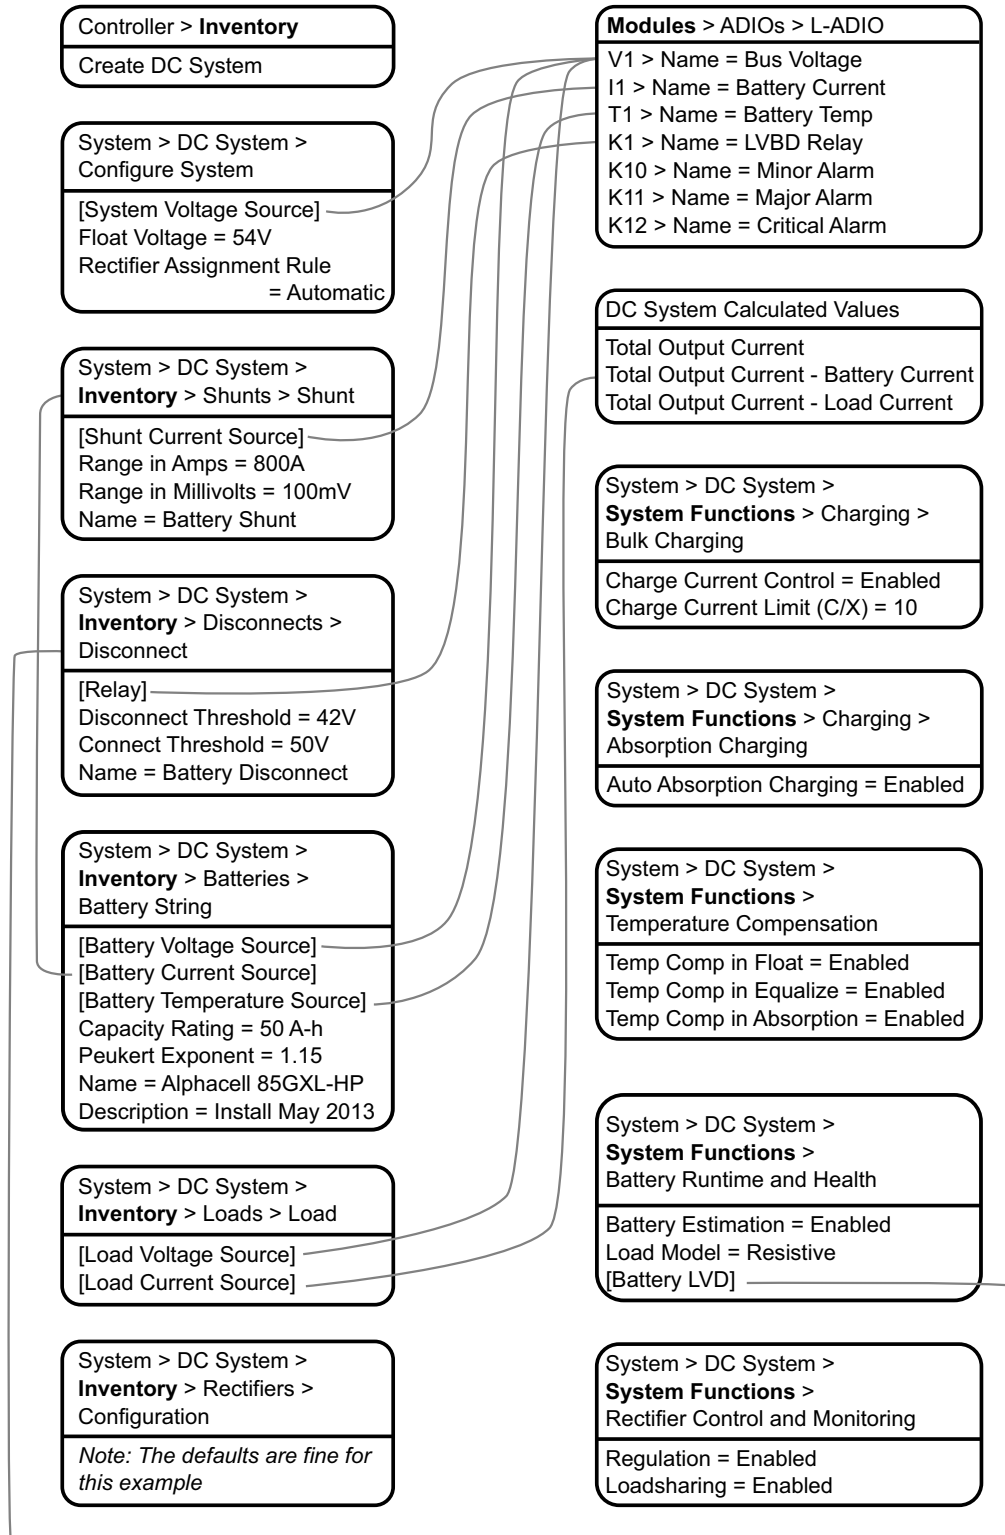 Controller > Inventory
Create DC System
System > DC System >
Configure System
[System Voltage Source]
Float Voltage = 54V
Rectifier Assignment Rule
= Automatic
System > DC System >
Inventory > Shunts > Shunt
[Shunt Current Source]
Range in Amps = 800A
Range in Millivolts = 100mV
Name = Battery Shunt
System > DC System >
Inventory > Disconnects >
Disconnect
[Relay]
Disconnect Threshold = 42V
Connect Threshold = 50V
Name = Battery Disconnect
System > DC System >
Inventory > Batteries >
Battery String
[Battery Voltage Source]
[Battery Current Source]
[Battery Temperature Source]
Capacity Rating = 50 A-h
Peukert Exponent = 1.15
Name = Alphacell 85GXL-HP
Description = Install May 2013
System > DC System >
Inventory > Loads > Load
[Load Voltage Source]
[Load Current Source]
System > DC System >
Inventory > Rectifiers >
Configuration
Note: The defaults are fine for
this example
Modules > ADIOs > L-ADIO
V1 > Name = Bus Voltage
I1 > Name = Battery Current
T1 > Name = Battery Temp
K1 > Name = LVBD Relay
K10 > Name = Minor Alarm
K11 > Name = Major Alarm
K12 > Name = Critical Alarm
DC System Calculated Values
Total Output Current
Total Output Current - Battery Current
Total Output Current - Load Current
System > DC System >
System Functions > Charging >
Bulk Charging
Charge Current Control = Enabled
Charge Current Limit (C/X) = 10
System > DC System >
System Functions > Charging >
Absorption Charging
Auto Absorption Charging = Enabled
System > DC System >
System Functions >
Temperature Compensation
Temp Comp in Float = Enabled
Temp Comp in Equalize = Enabled
Temp Comp in Absorption = Enabled
System > DC System >
System Functions >
Battery Runtime and Health
Battery Estimation = Enabled
Load Model = Resistive
[Battery LVD]
System > DC System >
System Functions >
Rectifier Control and Monitoring
Regulation = Enabled
Loadsharing = Enabled